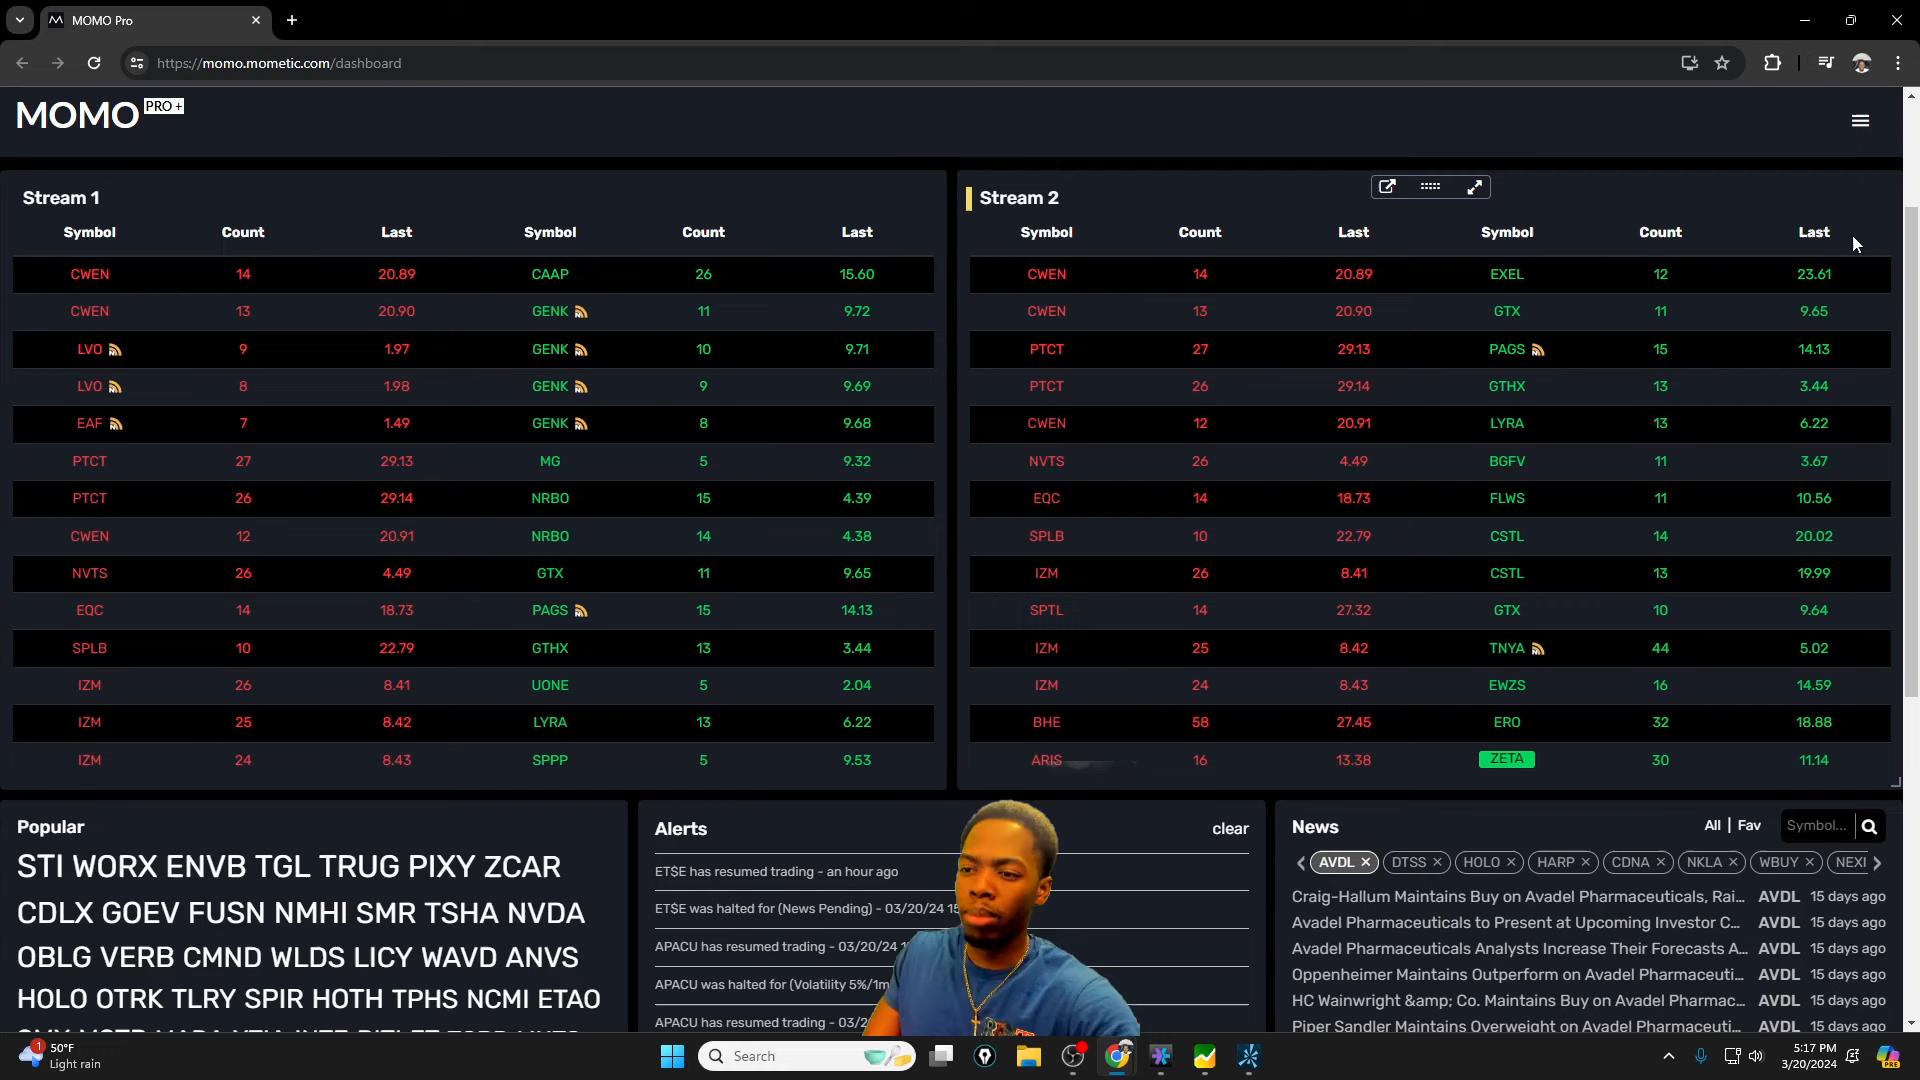 MOMO Pro
https://momo.mometic.com/dashboard
MOMO PRO +
Stream 1
Symbol Count Last Symbol Count Last
CWEN 14 20.89 CAAP 26 15.60
CWEN 13 20.90 GENK 11 9.72
LVO 9 1.97 GENK 10 9.71
LVO 8 1.98 GENK 9 9.69
EAF 7 1.49 GENK 8 9.68
PTCT 27 29.13 MG 5 9.32
PTCT 26 29.14 NRBO 15 4.39
CWEN 12 20.91 NRBO 14 4.38
NVTS 26 4.49 GTX 11 9.65
EQC 14 18.73 PAGS 15 14.13
SPLB 10 22.79 GTHX 13 3.44
IZM 26 8.41 UONE 5 2.04
IZM 25 8.42 LYRA 13 6.22
IZM 24 8.43 SPPP 5 9.53
Stream 2
Symbol Count Last Symbol Count Last
CWEN 14 20.89 EXEL 12 23.61
CWEN 13 20.90 GTX 11 9.65
PTCT 27 29.13 PAGS 15 14.13
PTCT 26 29.14 GTHX 13 3.44
CWEN 12 20.91 LYRA 13 6.22
NVTS 26 4.49 BGFV 11 3.67
EQC 14 18.73 FLWS 11 10.56
SPLB 10 22.79 CSTL 14 20.02
IZM 26 8.41 CSTL 13 19.99
SPTL 14 27.32 GTX 10 9.64
IZM 25 8.42 TNYA 44 5.02
IZM 24 8.43 EWZS 16 14.59
BHE 58 27.45 ERO 32 18.88
ARIS 16 13.38 ZETA 30 11.14
Popular
STI WORX ENVB TGL TRUG PIXY ZCAR
CDLX GOEV FUSN NMHI SMR TSHA NVDA
OBLG VERB CMND WLDS LICY WAVD ANVS
HOLO OTRK TLRY SPIR HOTH TPHS NCMI ETAO
Alerts clear
ET$E has resumed trading - an hour ago
ET$E was halted for (News Pending) - 03/20/24 15
APACU has resumed trading - 03/20/24 1
APACU was halted for (Volatility 5%/1m
APACU has resumed trading - 03/2
News All | Fav Symbol...
AVDL DTSS HOLO HARP CDNA NKLA WBUY NEXI
Craig-Hallum Maintains Buy on Avadel Pharmaceuticals, Rai... AVDL 15 days ago
Avadel Pharmaceuticals to Present at Upcoming Investor C... AVDL 15 days ago
Avadel Pharmaceuticals Analysts Increase Their Forecasts A... AVDL 15 days ago
Oppenheimer Maintains Outperform on Avadel Pharmaceuti... AVDL 15 days ago
HC Wainwright &amp; Co. Maintains Buy on Avadel Pharmac... AVDL 15 days ago
Piper Sandler Maintains Overweight on Avadel Pharmaceuti... AVDL 15 days ago
1
50°F
Light rain
Search
5:17 PM
3/20/2024
PRE